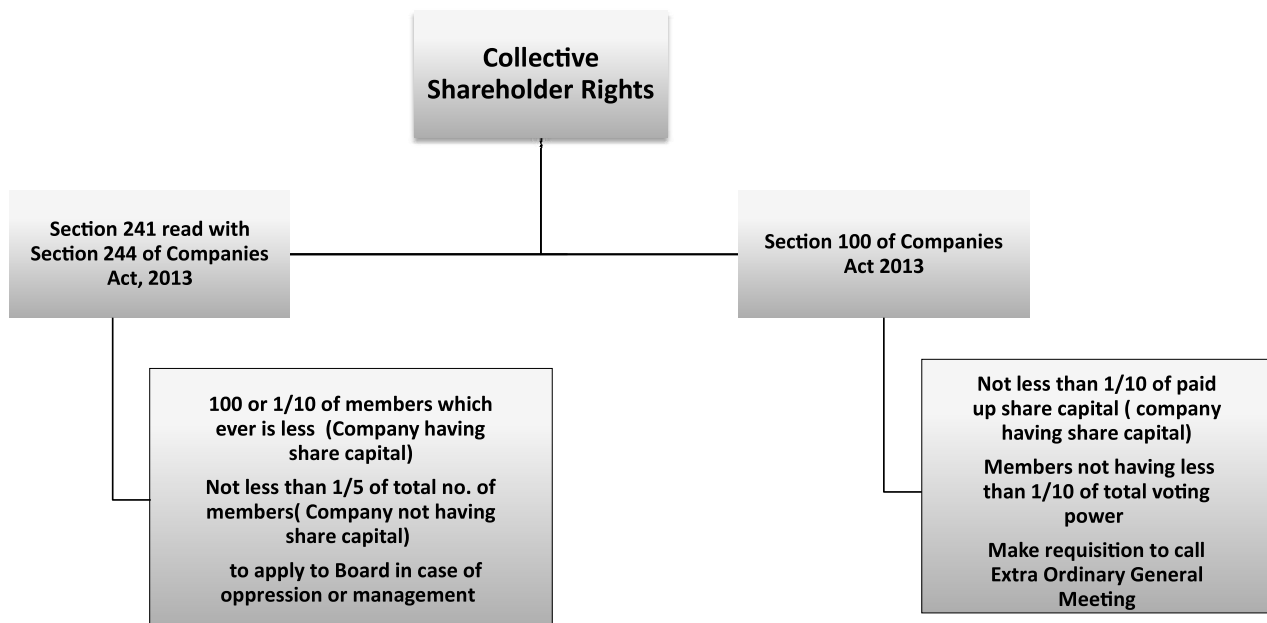 Collective
Shareholder Rights
Section 241 read with
Section 244 of Companies
Act, 2013
100 or 1/10 of members which
ever is less (Company having
share capital)
Not less than 1/5 of total no. of
members( Company not having
share capital)
to apply to Board in case of
oppression or management
Section 100 of Companies
Act 2013
Not less than 1/10 of paid
up share capital ( company
having share capital)
Members not having less
than 1/10 of total voting
power
Make requisition to call
Extra Ordinary General
Meeting